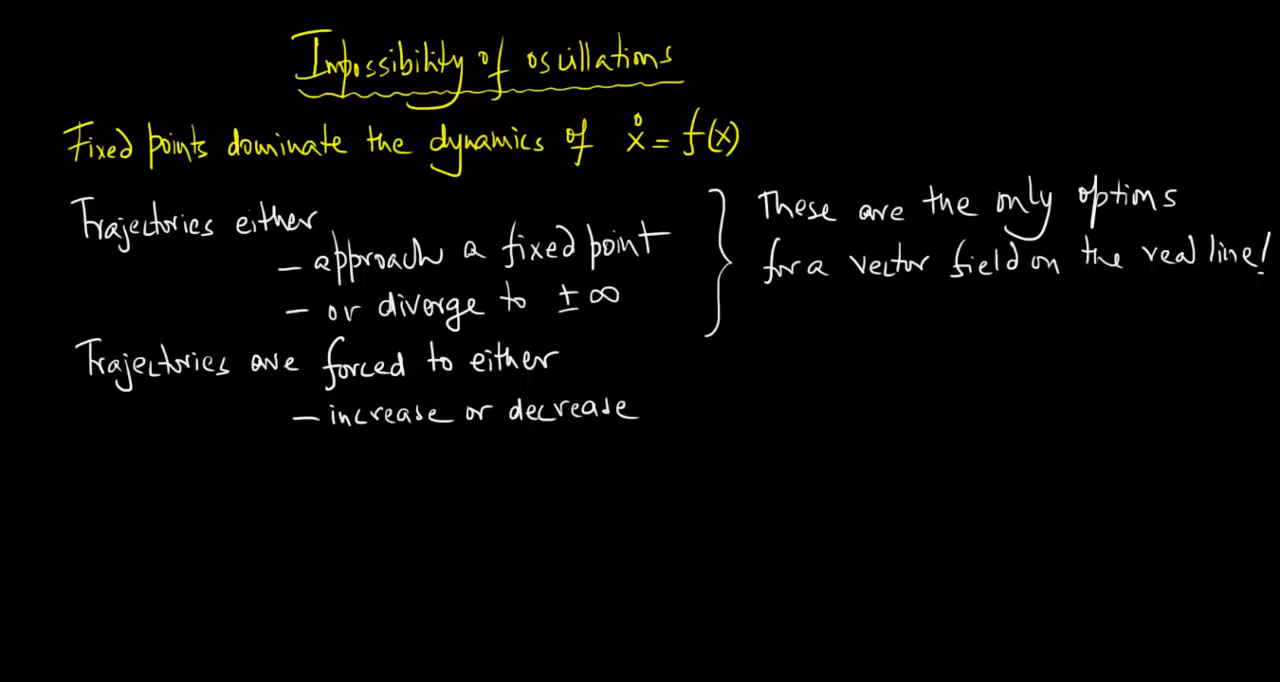 Impossibility of oscillations
Fixed points dominate the dynamics of ẋ = f(x)
Trajectories either
- approach a fixed point
- or diverge to ± ∞
These are the only options
for a vector field on the real line!
Trajectories are forced to either
- increase or decrease